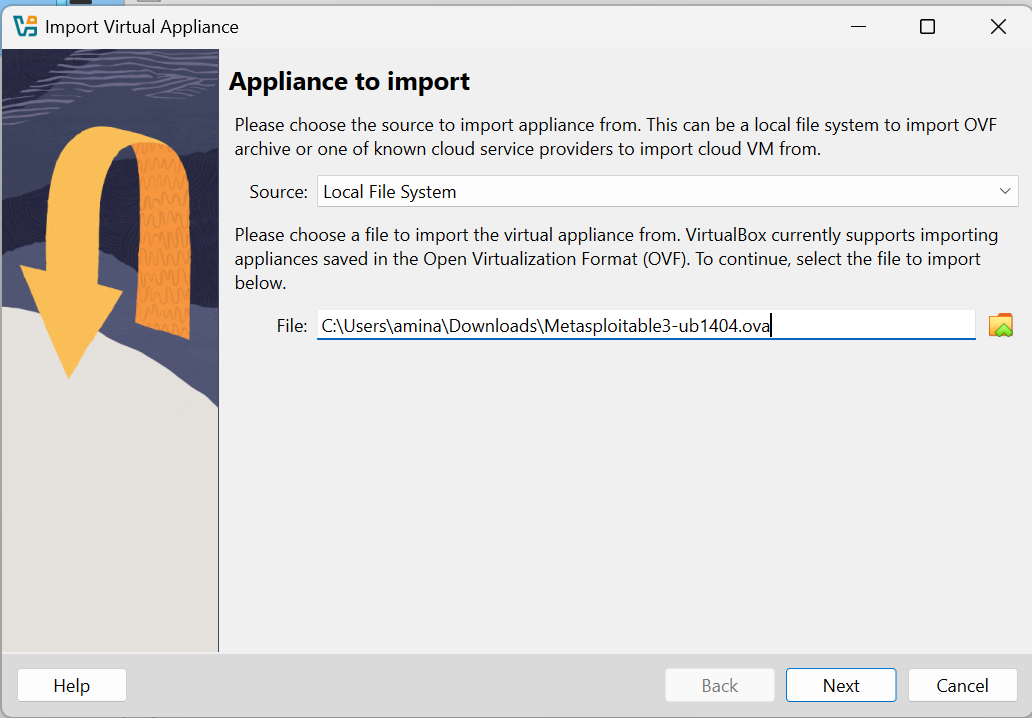 Import Virtual Appliance
Appliance to import
Please choose the source to import appliance from. This can be a local file system to import OVF
archive or one of known cloud service providers to import cloud VM from.
Source: Local File System
Please choose a file to import the virtual appliance from. VirtualBox currently supports importing
appliances saved in the Open Virtualization Format (OVF). To continue, select the file to import
below.
File: C:\Users\amina\Downloads\Metasploitable3-ub1404.ova
Help Back Next Cancel